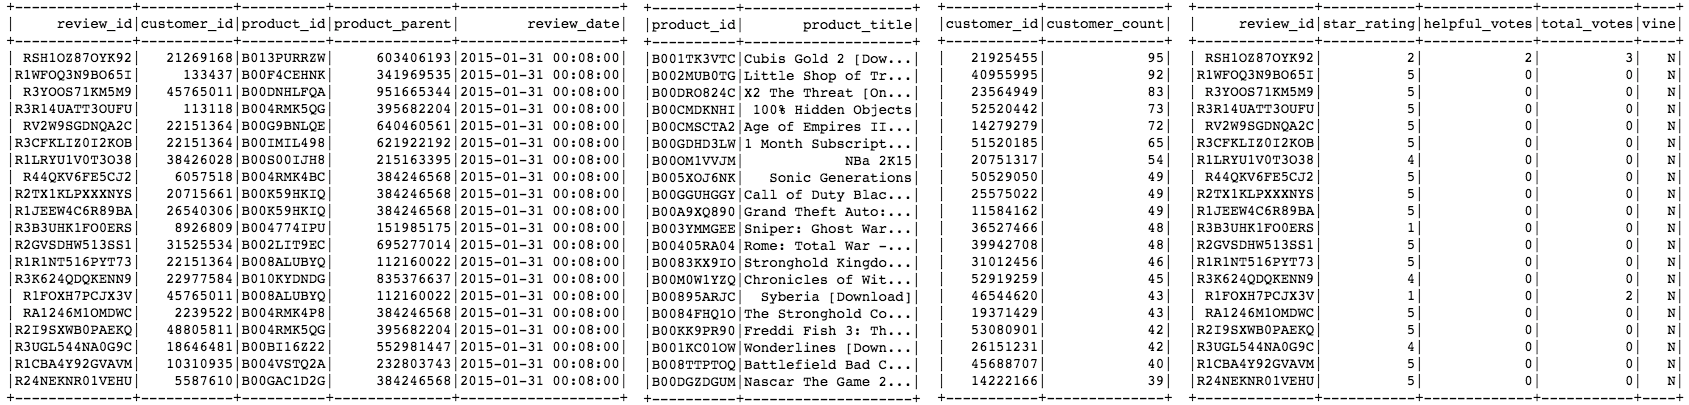 +--------------+-----------+----------+--------------+-------------------+
|     review_id|customer_id|product_id|product_parent|        review_date|
+--------------+-----------+----------+--------------+-------------------+
| RSH1OZ87OYK92|   21269168|B013PURRZW|     603406193|2015-01-31 00:08:00|
|R1WFOQ3N9BO65I|     133437|B00F4CEHNK|     341969535|2015-01-31 00:08:00|
| R3YOOS71KM5M9|   45765011|B00DNHLFQA|     951665344|2015-01-31 00:08:00|
|R3R14UATT3OUFU|     113118|B004RMK5QG|     395682204|2015-01-31 00:08:00|
| RV2W9SGDNQA2C|   22151364|B00G9BNLQE|     640460561|2015-01-31 00:08:00|
|R3CFKLIZ0I2KOB|   22151364|B00IMIL498|     621922192|2015-01-31 00:08:00|
|R1LRYU1V0T3O38|   38426028|B00S00IJH8|     215163395|2015-01-31 00:08:00|
| R44QKV6FE5CJ2|    6057518|B004RMK4BC|     384246568|2015-01-31 00:08:00|
|R2TX1KLPXXXNYS|   20715661|B00K59HKIQ|     384246568|2015-01-31 00:08:00|
|R1JEEW4C6R89BA|   26540306|B00K59HKIQ|     384246568|2015-01-31 00:08:00|
|R3B3UHK1FO0ERS|    8926809|B004774IPU|     151985175|2015-01-31 00:08:00|
|R2GVSDHW513SS1|   31525534|B002LIT9EC|     695277014|2015-01-31 00:08:00|
|R1R1NT516PYT73|   22151364|B008ALUBYQ|     112160022|2015-01-31 00:08:00|
|R3K624QDQKENN9|   22977584|B010KYDNDG|     835376637|2015-01-31 00:08:00|
| R1FOXH7PCJX3V|   45765011|B008ALUBYQ|     112160022|2015-01-31 00:08:00|
| RA1246M1OMDWC|    2239522|B004RMK4P8|     384246568|2015-01-31 00:08:00|
|R2I9SXWB0PAEKQ|   48805811|B004RMK5QG|     395682204|2015-01-31 00:08:00|
|R3UGL544NA0G9C|   18646481|B00BI16Z22|     552981447|2015-01-31 00:08:00|
|R1CBA4Y92GVAVM|   10310935|B004VSTQ2A|     232803743|2015-01-31 00:08:00|
|R24NEKNR01VEHU|    5587610|B00GAC1D2G|     384246568|2015-01-31 00:08:00|
+--------------+-----------+----------+--------------+-------------------+
+----------+--------------------+
|product_id|       product_title|
+----------+--------------------+
|B001TK3VTC|Cubis Gold 2 [Dow...|
|B002MUB0TG|Little Shop of Tr...|
|B00DRO824C|X2 The Threat [On...|
|B00CMDKNHI| 100% Hidden Objects|
|B00CMSCTA2|Age of Empires II...|
|B00GDHD3LW|1 Month Subscript...|
|B00OM1VVJM|            NBa 2K15|
|B005XOJ6NK|   Sonic Generations|
|B00GGUHGGY|Call of Duty Blac...|
|B00A9XQ890|Grand Theft Auto:...|
|B003YMMGEE|Sniper: Ghost War...|
|B00405RA04|Rome: Total War -...|
|B0083KX9IO|Stronghold Kingdo...|
|B00M0W1YZQ|Chronicles of Wit...|
|B00895ARJC|  Syberia [Download]|
|B0084FHQ1O|The Stronghold Co...|
|B00KK9PR90|Freddi Fish 3: Th...|
|B001KC01OW|Wonderlines [Down...|
|B008TTPTOQ|Battlefield Bad C...|
|B00DGZDGUM|Nascar The Game 2...|
+----------+--------------------+
+-----------+--------------+
|customer_id|customer_count|
+-----------+--------------+
|   21925455|            95|
|   40955995|            92|
|   23564949|            83|
|   52520442|            73|
|   14279279|            72|
|   51520185|            65|
|   20751317|            54|
|   50529050|            49|
|   25575022|            49|
|   11584162|            49|
|   36527466|            48|
|   39942708|            48|
|   31012456|            46|
|   52919259|            45|
|   46544620|            43|
|   19371429|            43|
|   53080901|            42|
|   26151231|            42|
|   45688707|            40|
|   14222166|            39|
+-----------+--------------+
+--------------+-----------+-------------+-----------+----+
|     review_id|star_rating|helpful_votes|total_votes|vine|
+--------------+-----------+-------------+-----------+----+
| RSH1OZ87OYK92|          2|            2|          3|   N|
|R1WFOQ3N9BO65I|          5|            0|          0|   N|
| R3YOOS71KM5M9|          5|            0|          0|   N|
|R3R14UATT3OUFU|          5|            0|          0|   N|
| RV2W9SGDNQA2C|          5|            0|          0|   N|
|R3CFKLIZ0I2KOB|          5|            0|          0|   N|
|R1LRYU1V0T3O38|          4|            0|          0|   N|
| R44QKV6FE5CJ2|          5|            0|          0|   N|
|R2TX1KLPXXXNYS|          5|            0|          0|   N|
|R1JEEW4C6R89BA|          5|            0|          0|   N|
|R3B3UHK1FO0ERS|          1|            0|          0|   N|
|R2GVSDHW513SS1|          5|            0|          0|   N|
|R1R1NT516PYT73|          5|            0|          0|   N|
|R3K624QDQKENN9|          4|            0|          0|   N|
| R1FOXH7PCJX3V|          1|            0|          2|   N|
| RA1246M1OMDWC|          5|            0|          0|   N|
|R2I9SXWB0PAEKQ|          5|            0|          0|   N|
|R3UGL544NA0G9C|          4|            0|          0|   N|
|R1CBA4Y92GVAVM|          5|            0|          0|   N|
|R24NEKNR01VEHU|          5|            0|          0|   N|
+--------------+-----------+-------------+-----------+----+